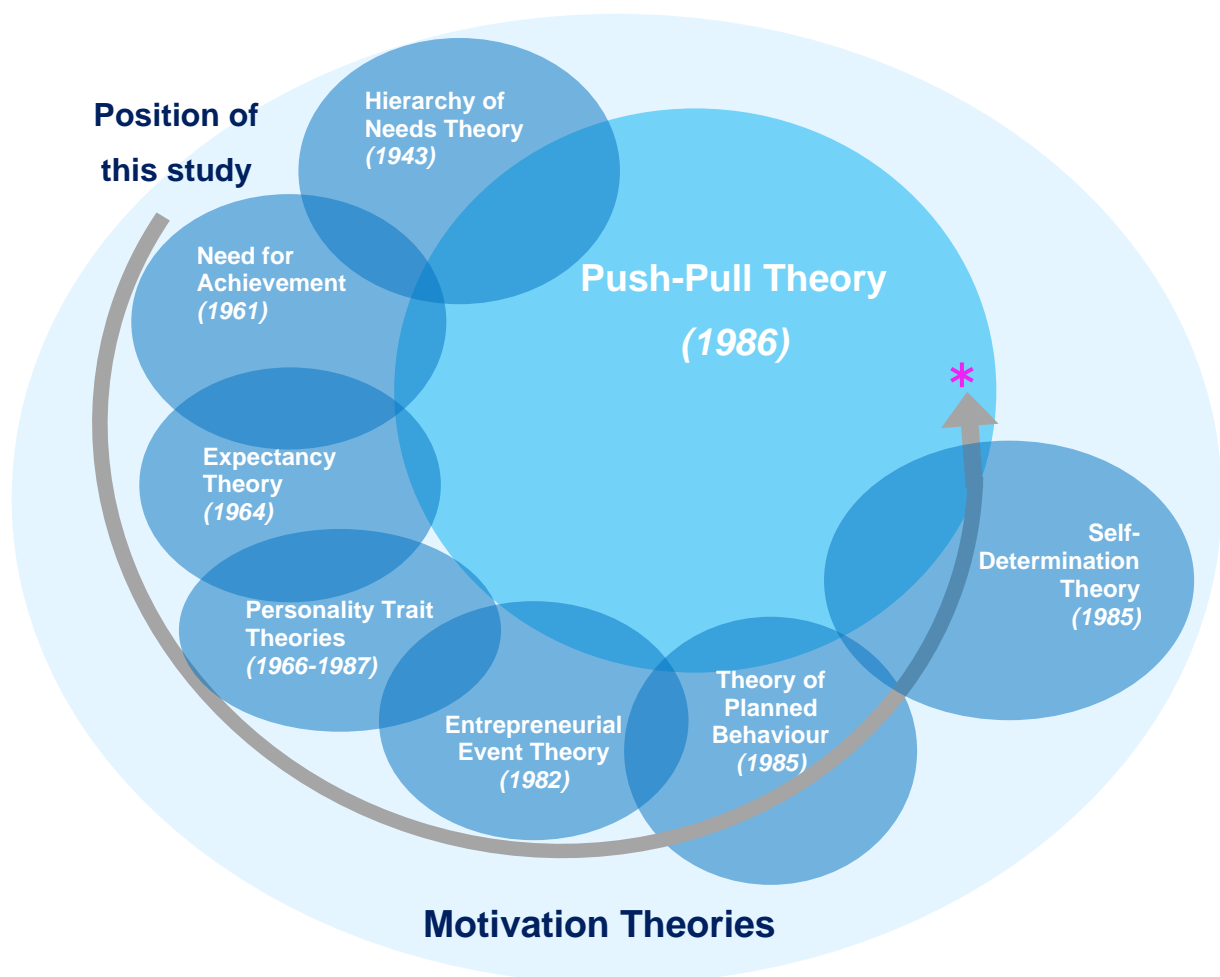 Position of
this study
Hierarchy of
Needs Theory
(1943)
Need for
Achievement
(1961)
Push-Pull Theory
(1986)
*
Expectancy
Theory
(1964)
Self-
Determination
Theory
(1985)
Personality Trait
Theories
(1966-1987)
Entrepreneurial
Event Theory
(1982)
Theory of
Planned
Behaviour
(1985)
Motivation Theories